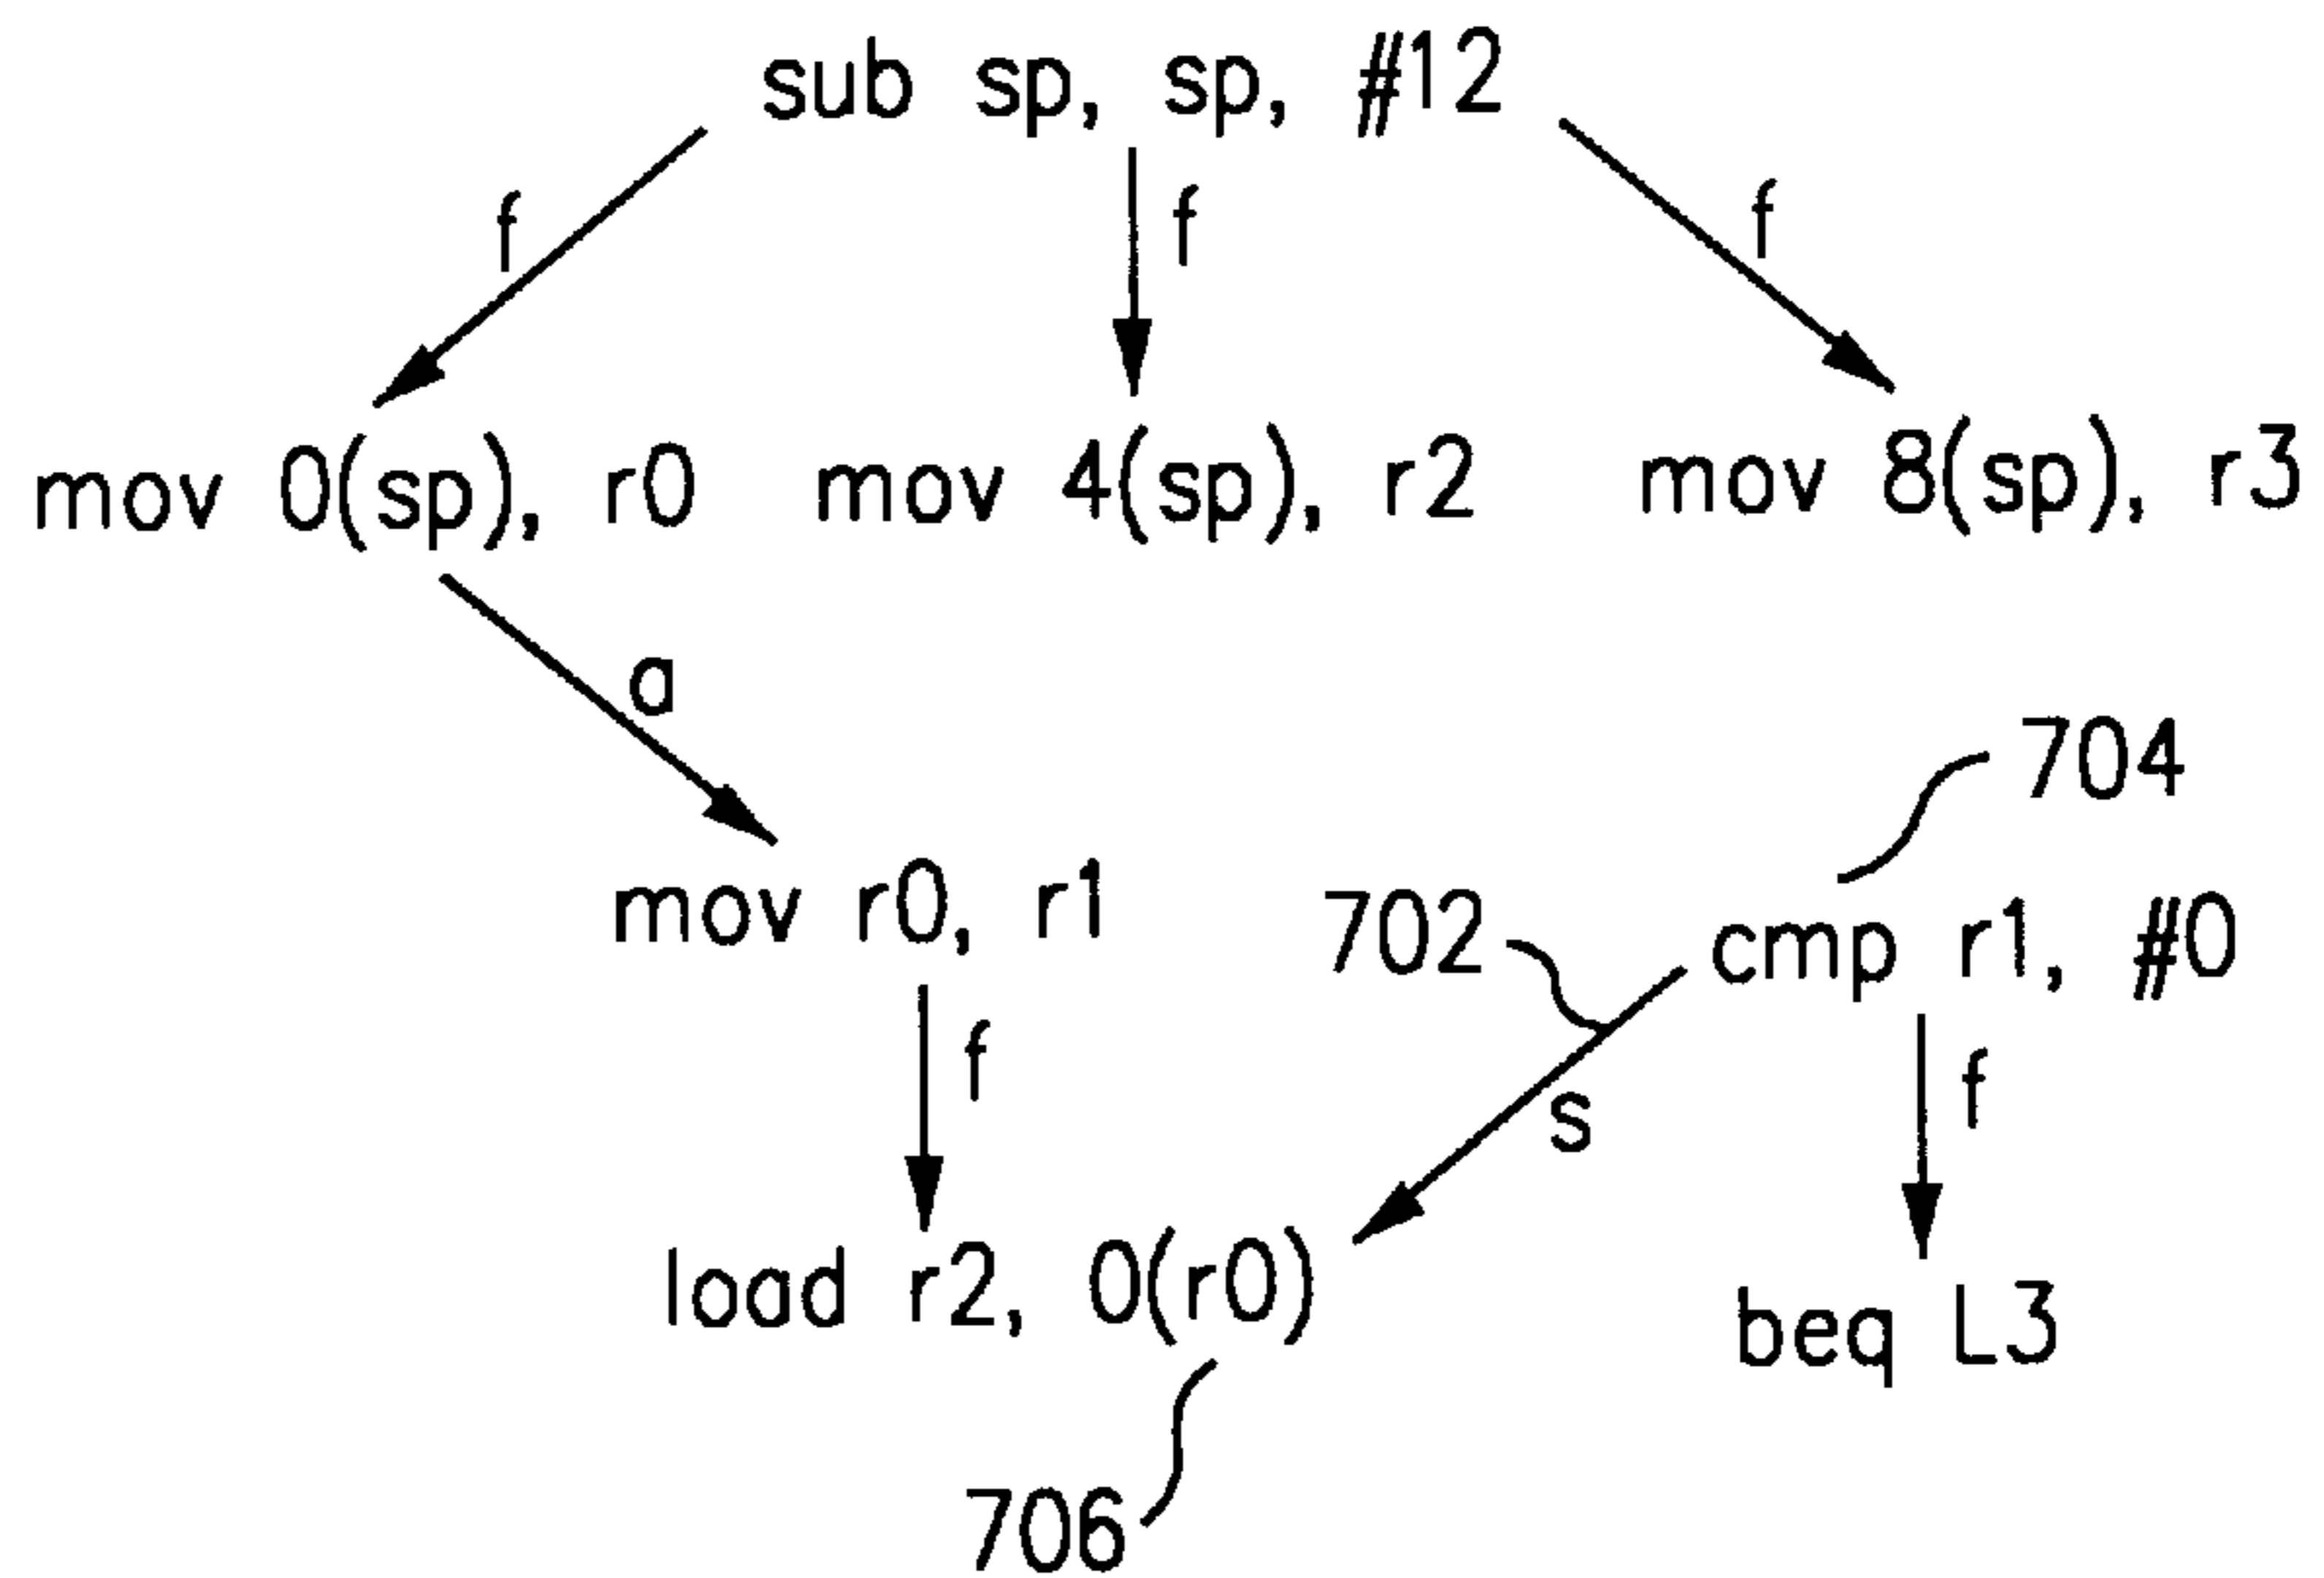 sub sp, sp, #12
f f f
mov 0(sp), r0 mov 4(sp), r2 mov 8(sp), r3
a
704
mov r0, r1 702 cmp r1, #0
f s f
load r2, 0(r0) beq L3
706